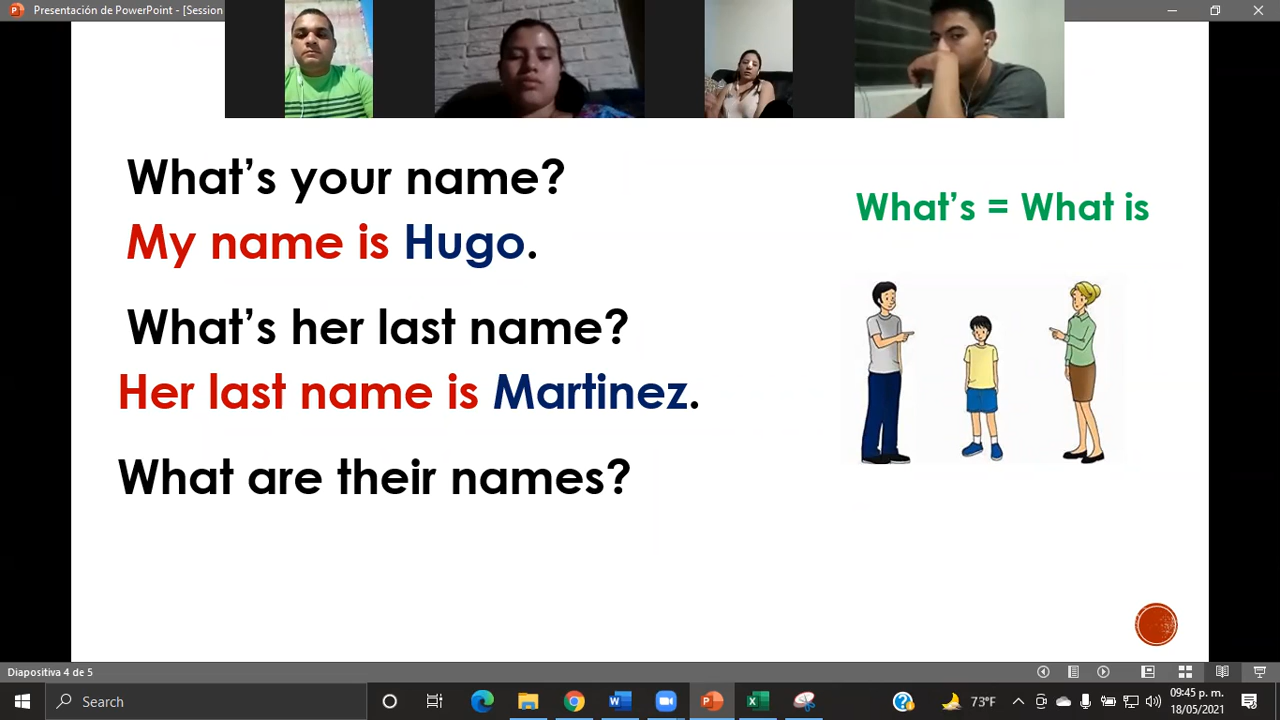 Presentación de PowerPoint - [Session
What's your name?
My name is Hugo.
What's = What is
What's her last name?
Her last name is Martinez.
What are their names?
Diapositiva 4 de 5
Search
73°F
09:45 p. m.
18/05/2021